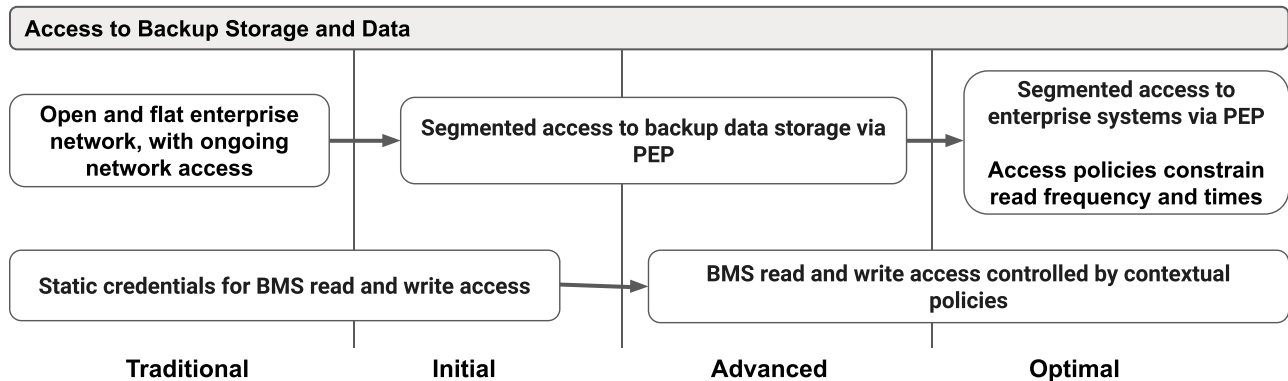 Access to Backup Storage and Data
Open and flat enterprise
network, with ongoing
network access
Segmented access to backup data storage via
PEP
Segmented access to
enterprise systems via PEP
Access policies constrain
read frequency and times
Static credentials for BMS read and write access
BMS read and write access controlled by contextual
policies
Traditional
Initial
Advanced
Optimal